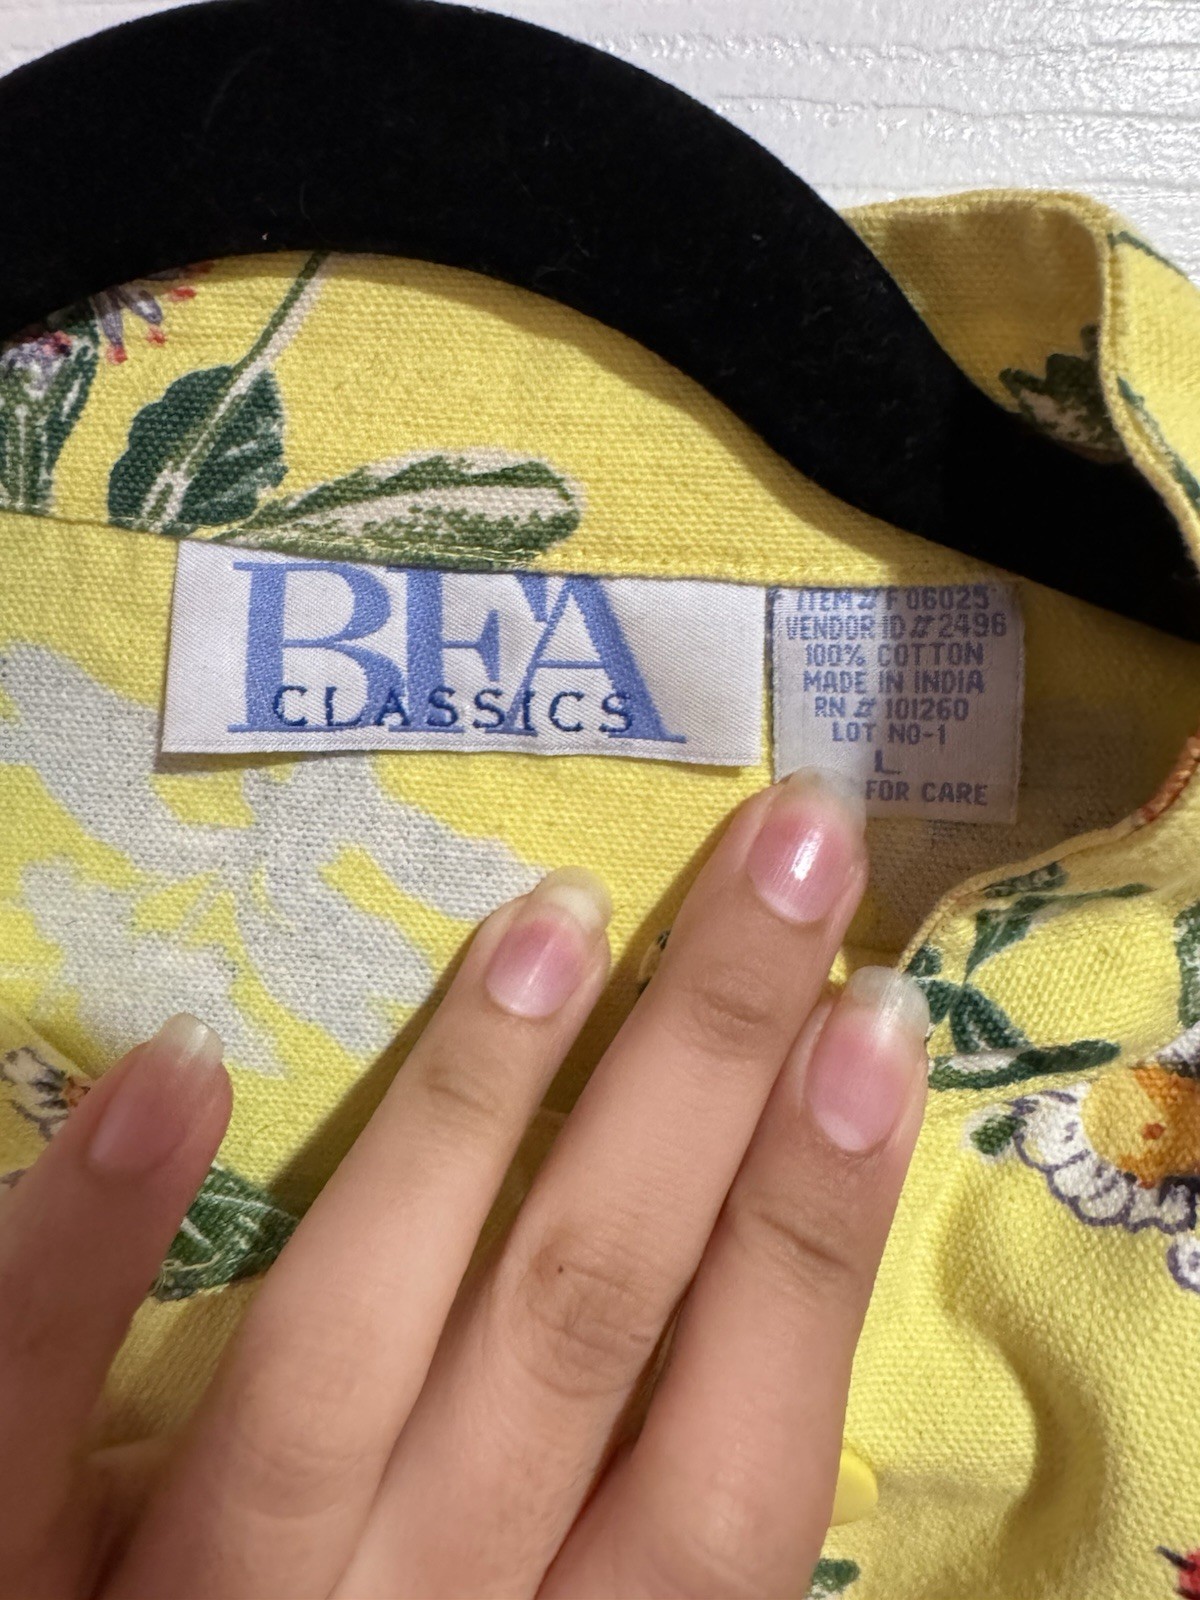 BFA
CLASSICS
ITEM # F 06025
VENDOR ID # 2496
100% COTTON
MADE IN INDIA
RN # 101260
LOT NO-1
L
FOR CARE